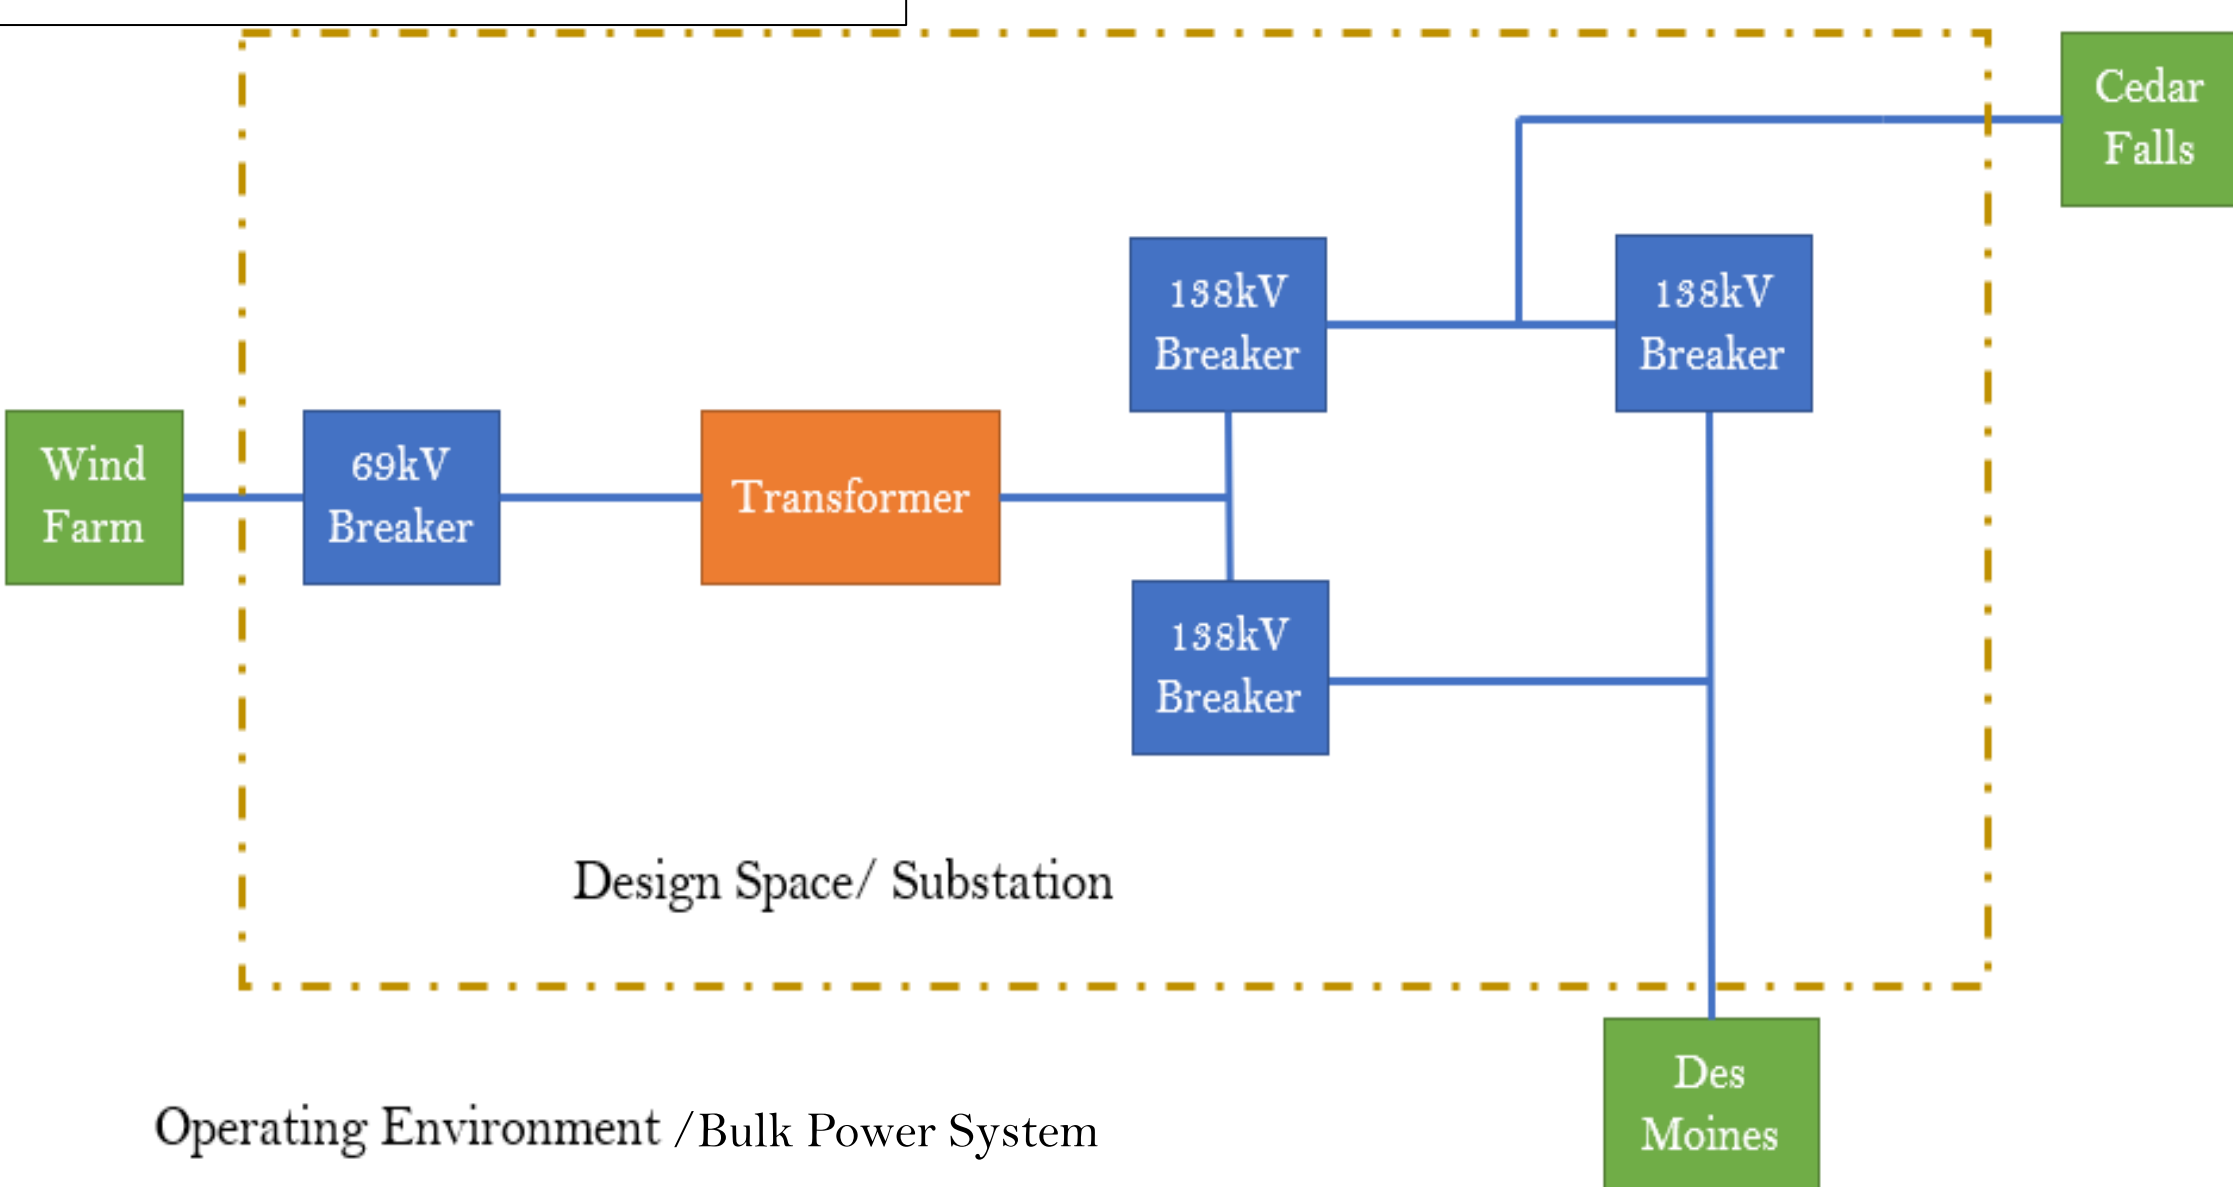 Cedar
Falls
138kV
Breaker
138kV
Breaker
Wind
Farm
69kV
Breaker
Transformer
138kV
Breaker
Design Space/ Substation
Des
Moines
Operating Environment /Bulk Power System